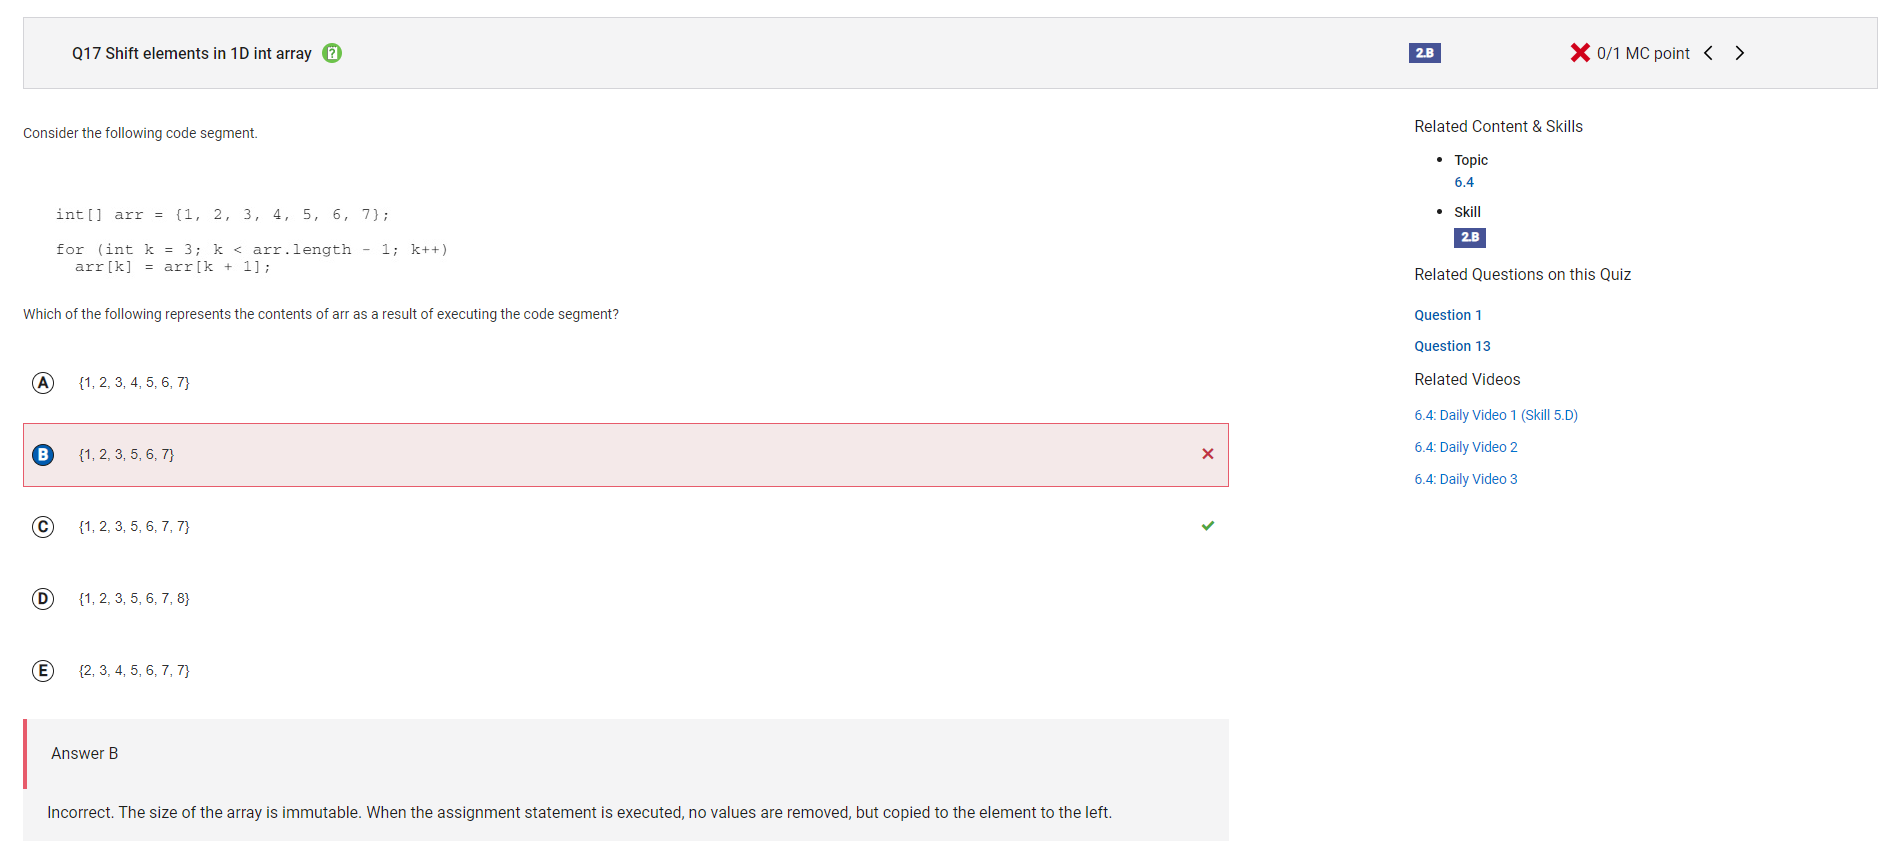 Q17 Shift elements in 1D int array
2.B
0/1 MC point
Consider the following code segment.
int[] arr = {1, 2, 3, 4, 5, 6, 7};
for (int k = 3; k < arr.length - 1; k++)
arr[k] = arr[k + 1];
Which of the following represents the contents of arr as a result of executing the code segment?
A {1, 2, 3, 4, 5, 6, 7}
B {1, 2, 3, 5, 6, 7}
C {1, 2, 3, 5, 6, 7, 7}
D {1, 2, 3, 5, 6, 7, 8}
E {2, 3, 4, 5, 6, 7, 7}
Answer B
Incorrect. The size of the array is immutable. When the assignment statement is executed, no values are removed, but copied to the element to the left.
Related Content & Skills
Topic
6.4
Skill
2.B
Related Questions on this Quiz
Question 1
Question 13
Related Videos
6.4: Daily Video 1 (Skill 5.D)
6.4: Daily Video 2
6.4: Daily Video 3